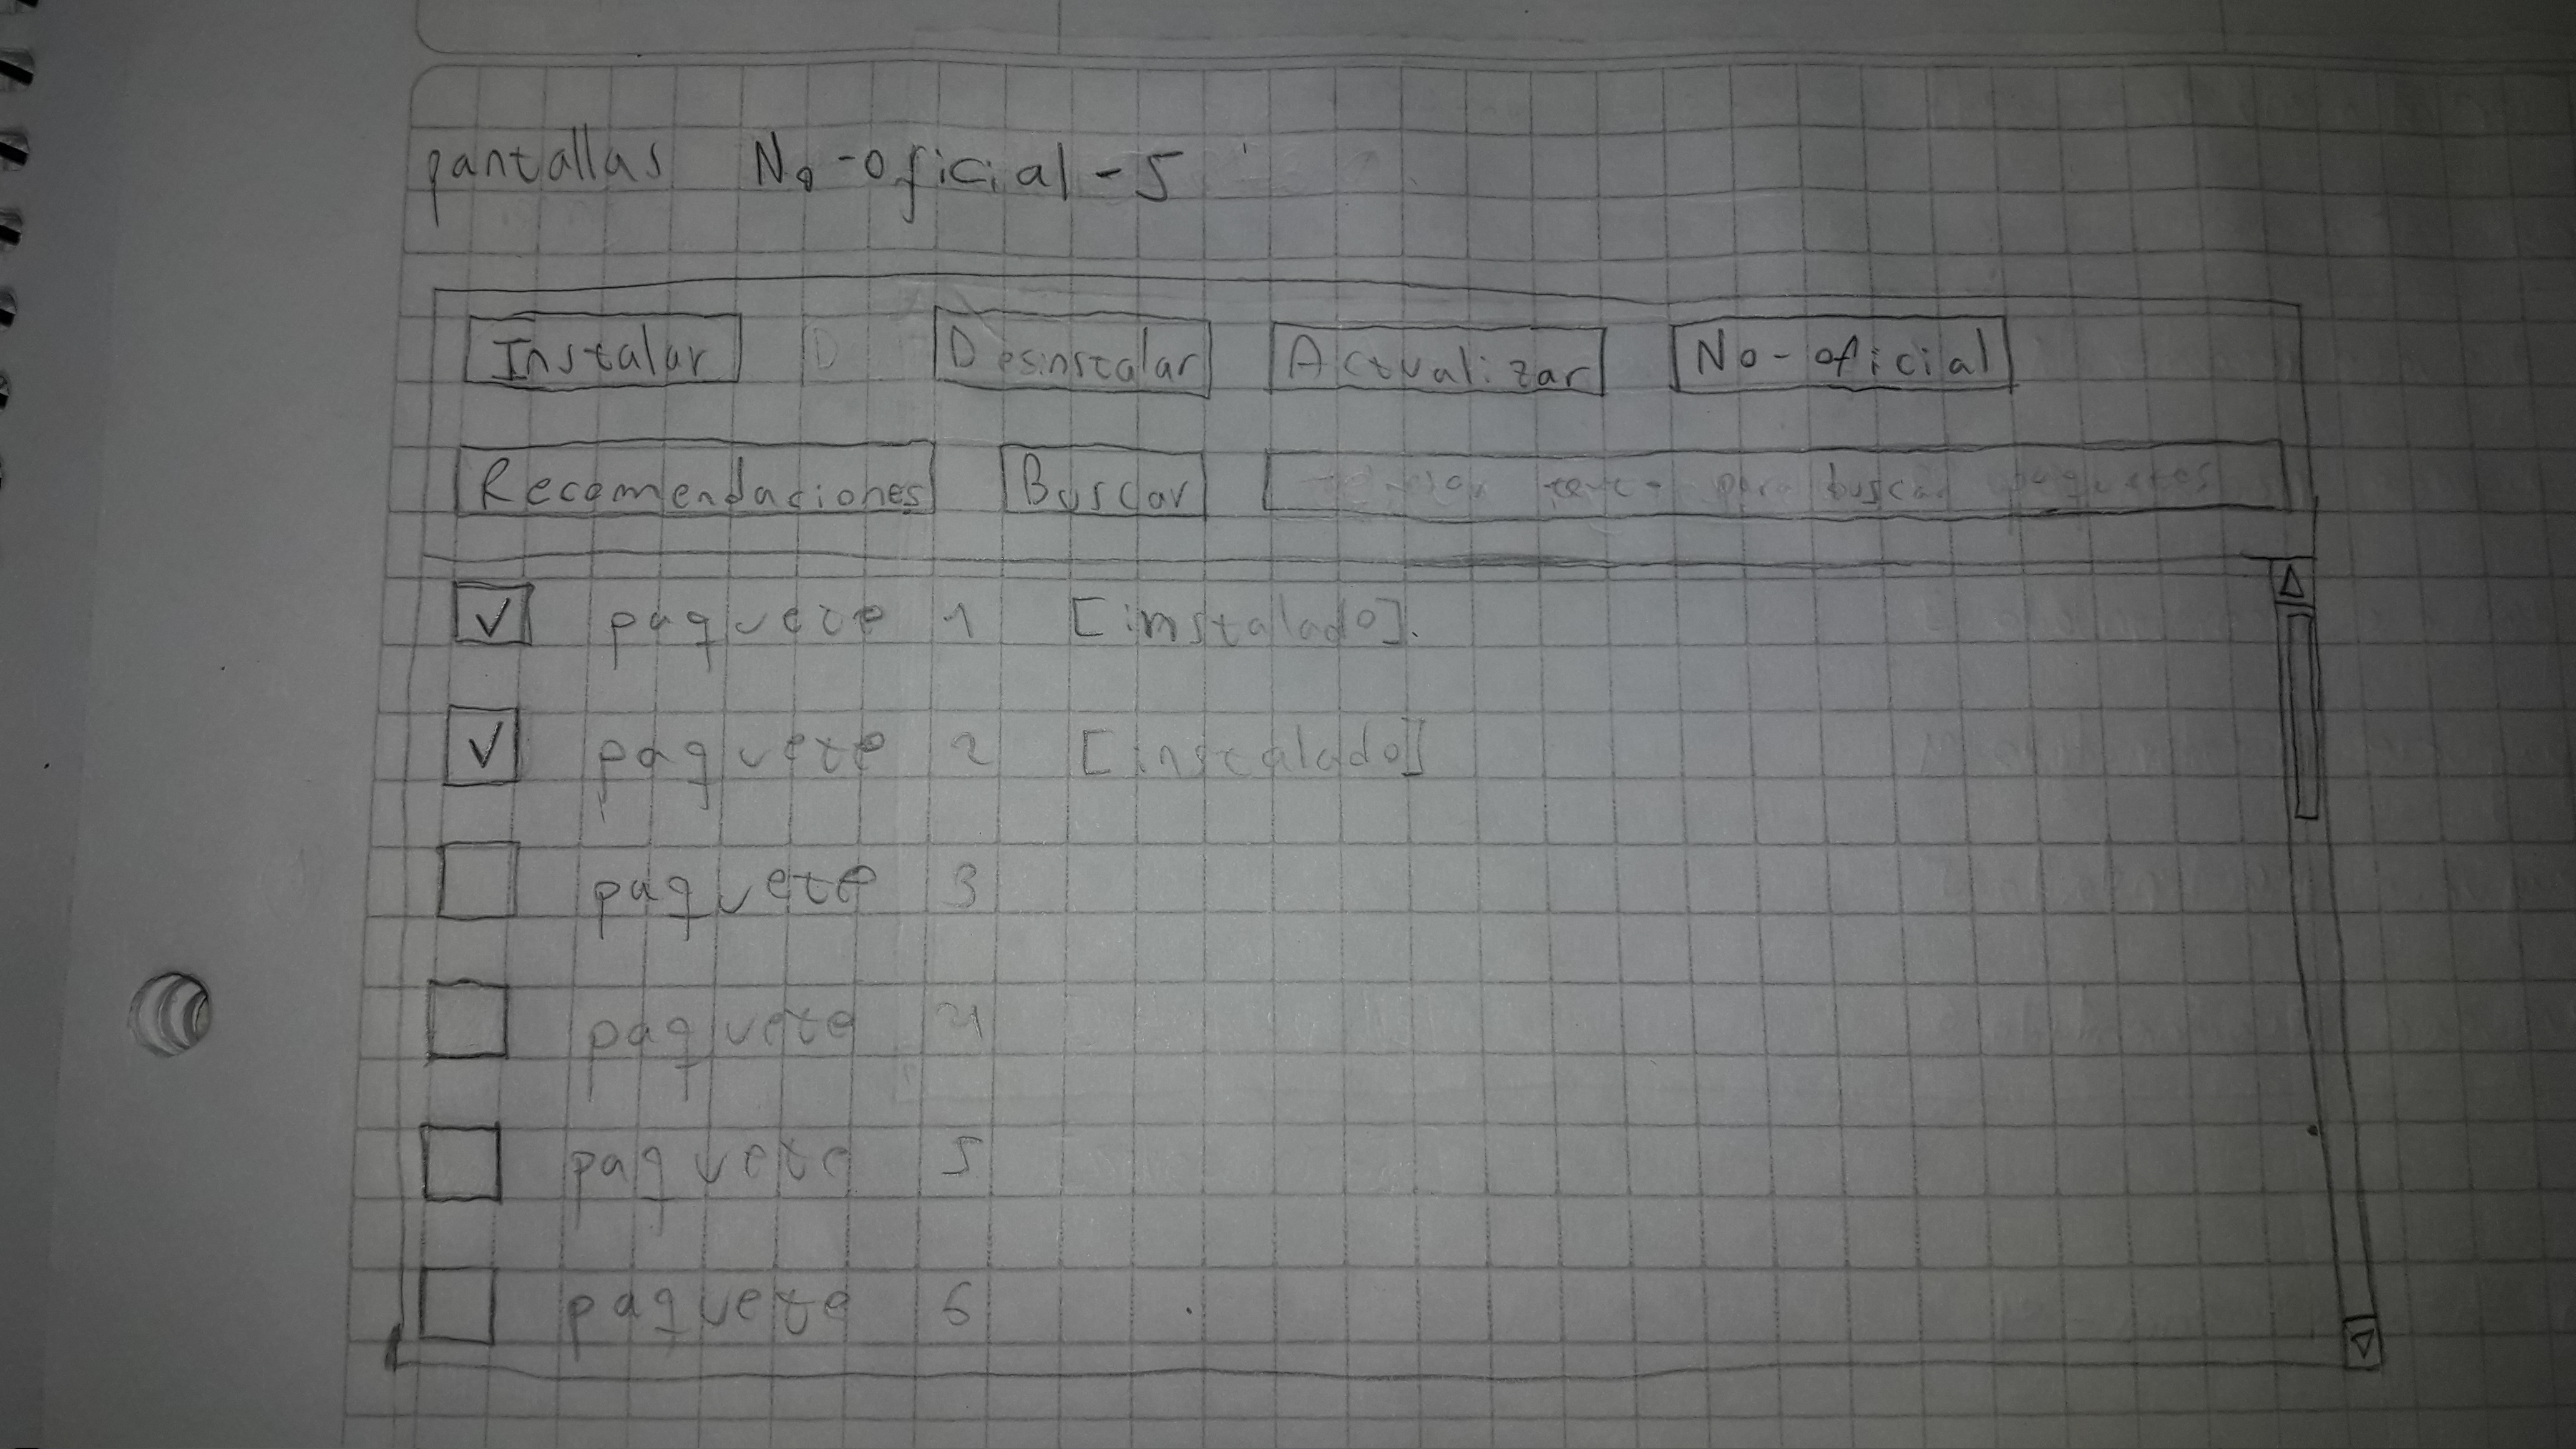 pantallas No-oficial-5
Instalar D Desinstalar Actualizar No-oficial
Recomendaciones Buscar texto para buscar paquetes
paquete 1 [instalado].
paquete 2 [instalado]
paquete 3
paquete 4
paquete 5
paquete 6